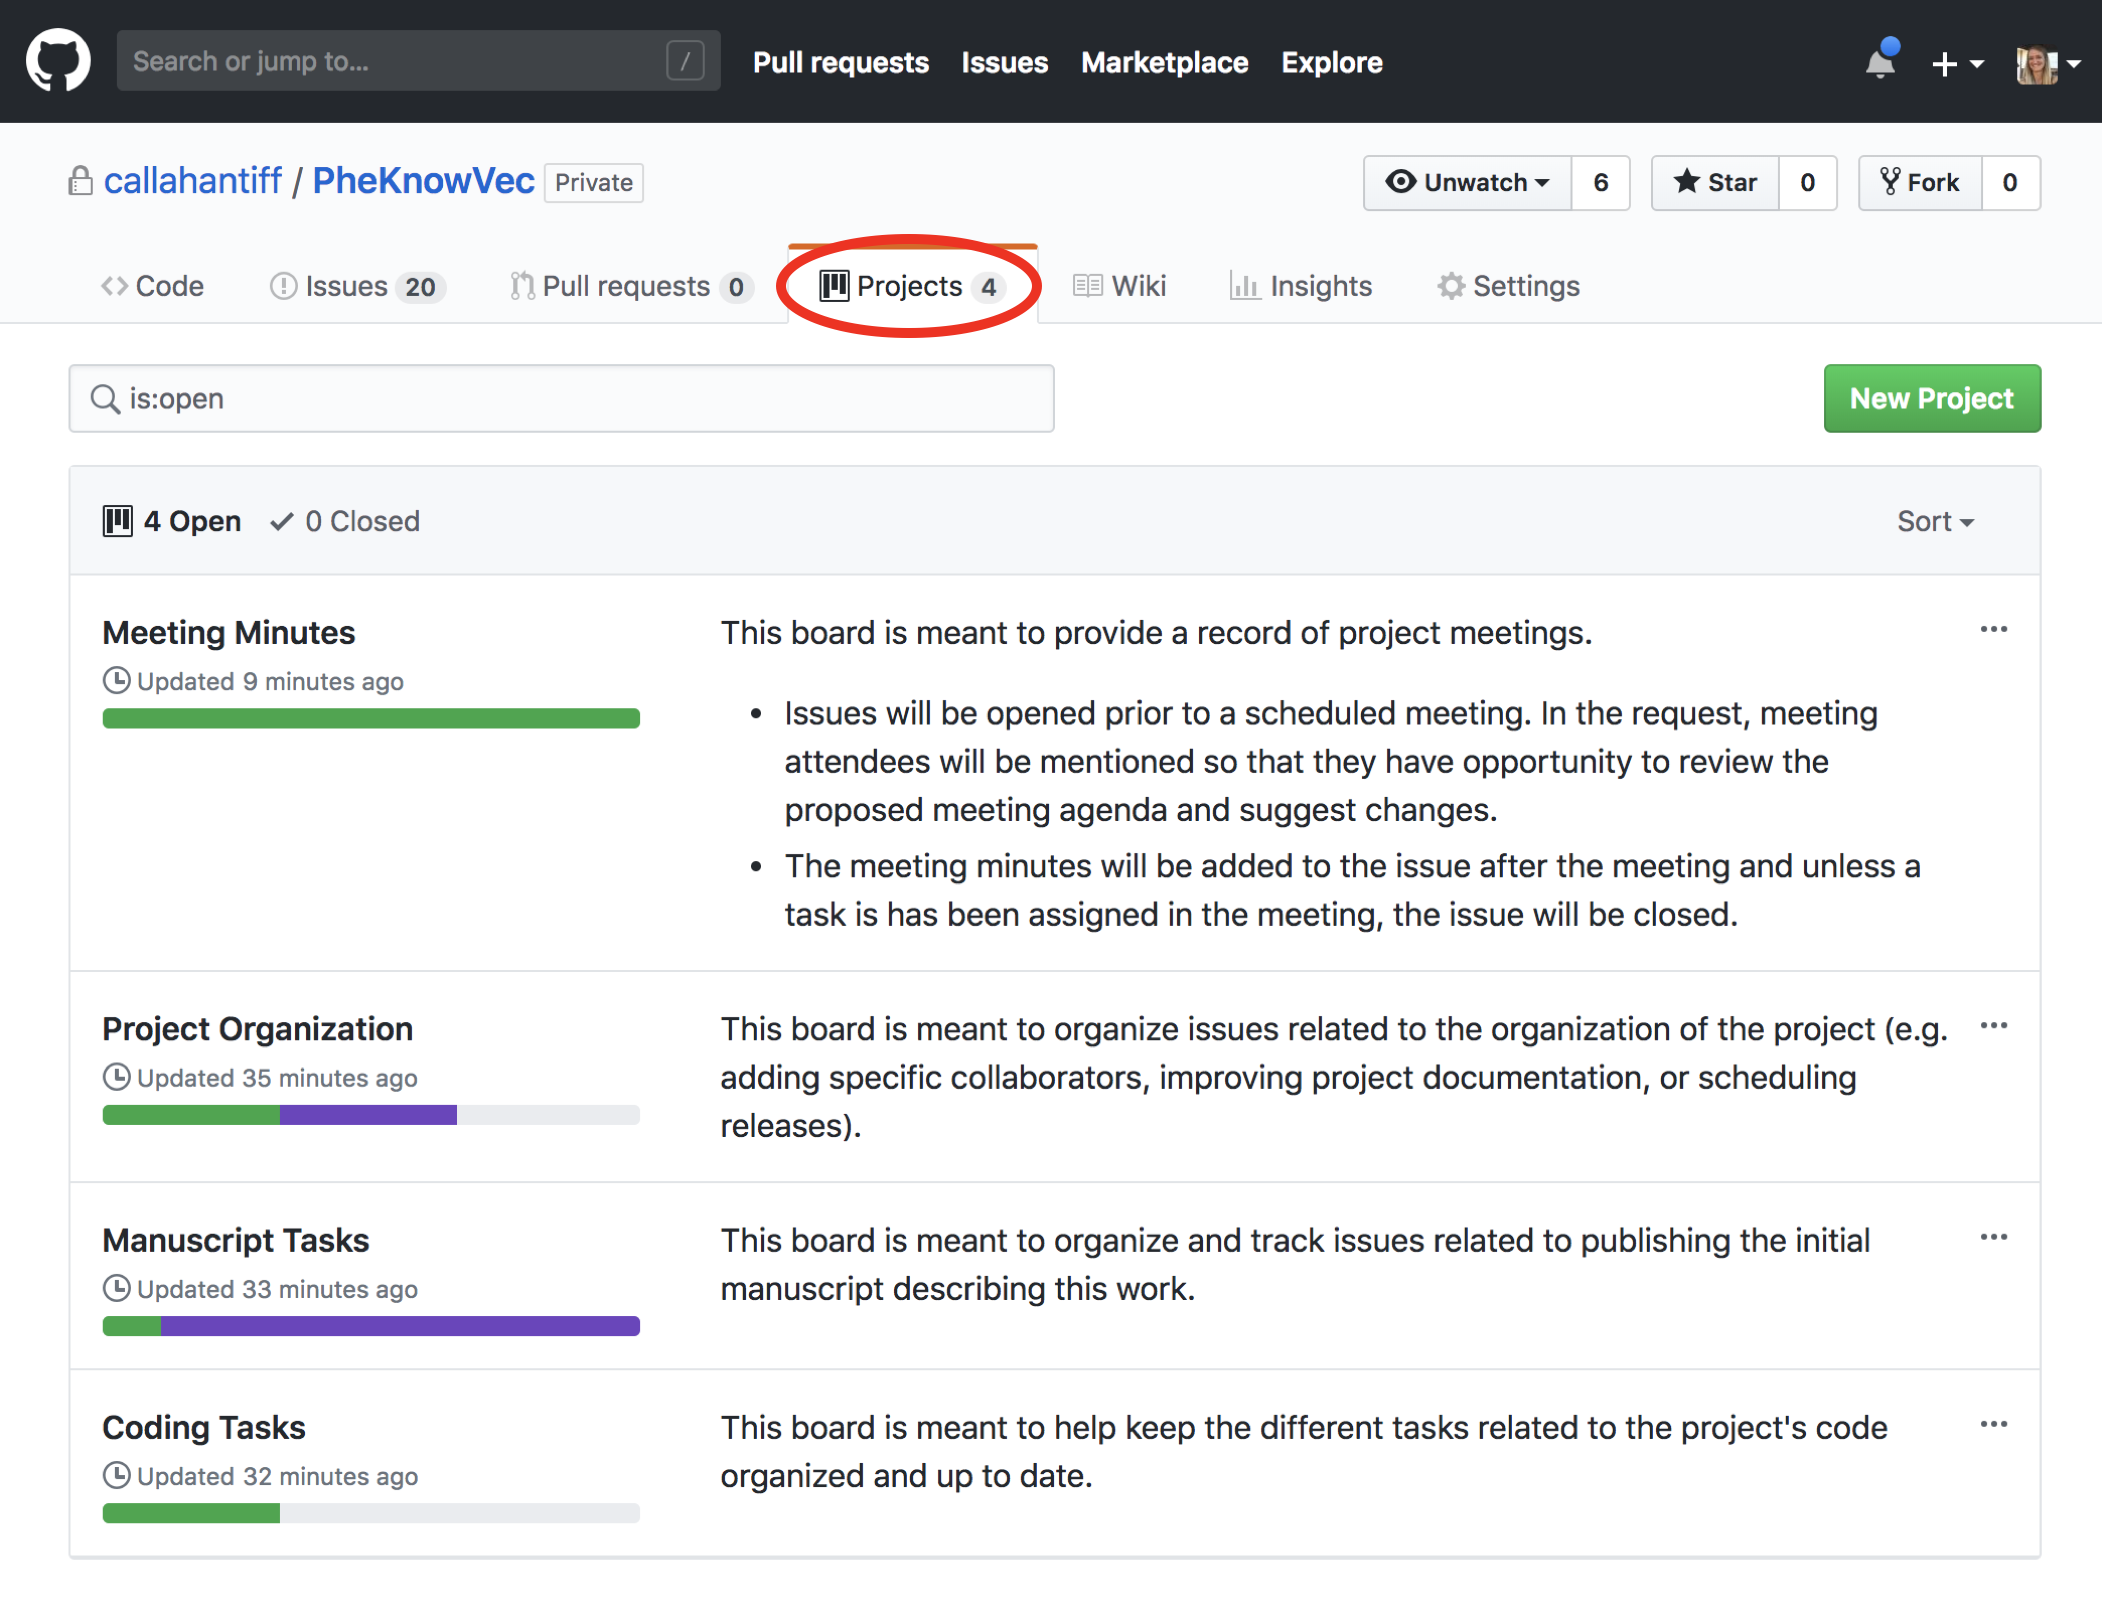 Search or jump to... /
Pull requests Issues Marketplace Explore
callahantiff / PheKnowVec Private
Unwatch 6 Star 0 Fork 0
Code Issues 20 Pull requests 0 Projects 4 Wiki Insights Settings
is:open
New Project
4 Open 0 Closed
Sort
Meeting Minutes
Updated 9 minutes ago
This board is meant to provide a record of project meetings.
• Issues will be opened prior to a scheduled meeting. In the request, meeting
attendees will be mentioned so that they have opportunity to review the
proposed meeting agenda and suggest changes.
• The meeting minutes will be added to the issue after the meeting and unless a
task is has been assigned in the meeting, the issue will be closed.
Project Organization
Updated 35 minutes ago
This board is meant to organize issues related to the organization of the project (e.g.
adding specific collaborators, improving project documentation, or scheduling
releases).
Manuscript Tasks
Updated 33 minutes ago
This board is meant to organize and track issues related to publishing the initial
manuscript describing this work.
Coding Tasks
Updated 32 minutes ago
This board is meant to help keep the different tasks related to the project's code
organized and up to date.